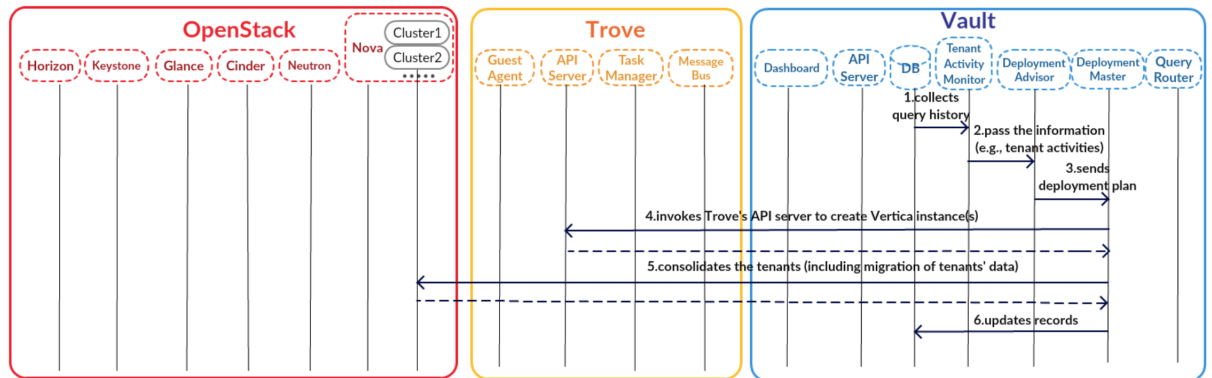 OpenStack
Trove
Vault
Horizon
Keystone
Glance
Cinder
Neutron
Nova
Cluster1
Cluster2
Guest
Agent
API
Server
Task
Manager
Message
Bus
Dashboard
API
Server
DB
Tenant
Activity
Monitor
Deployment
Advisor
Deployment
Master
Query
Router
1.collects
query history
2.pass the information
(e.g., tenant activities)
3.sends
deployment plan
4.invokes Trove's API server to create Vertica instance(s)
5.consolidates the tenants (including migration of tenants' data)
6.updates records